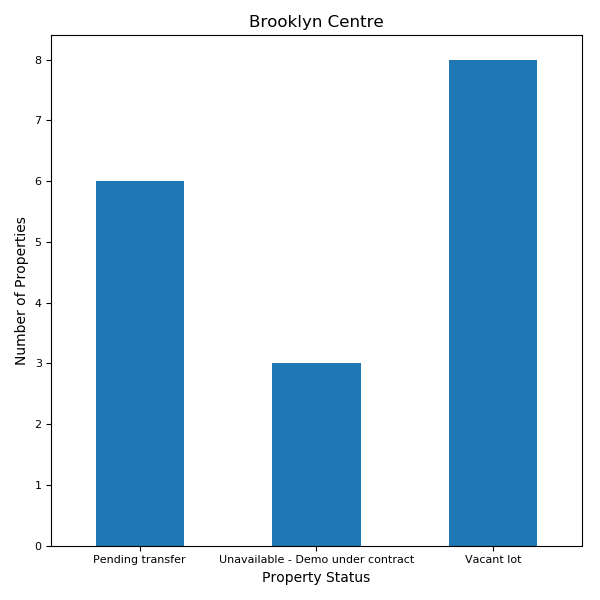 Brooklyn Centre
8
7
6
5
4
3
2
1
0
Number of Properties
Pending transfer
Unavailable - Demo under contract
Vacant lot
Property Status